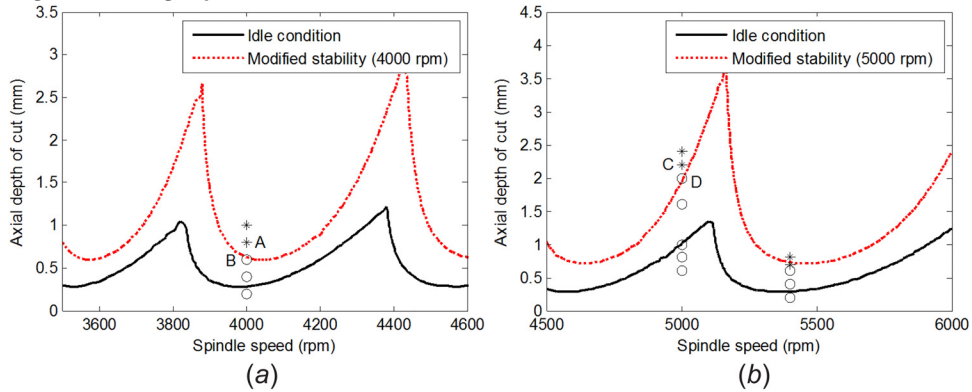 Idle condition
Modified stability (4000 rpm)
Axial depth of cut (mm)
3.5
3
2.5
2
1.5
1
0.5
0
A
B
3600 3800 4000 4200 4400 4600
Spindle speed (rpm)
(a)
Idle condition
Modified stability (5000 rpm)
Axial depth of cut (mm)
4.5
4
3.5
3
2.5
2
1.5
1
0.5
0
C
D
4500 5000 5500 6000
Spindle speed (rpm)
(b)